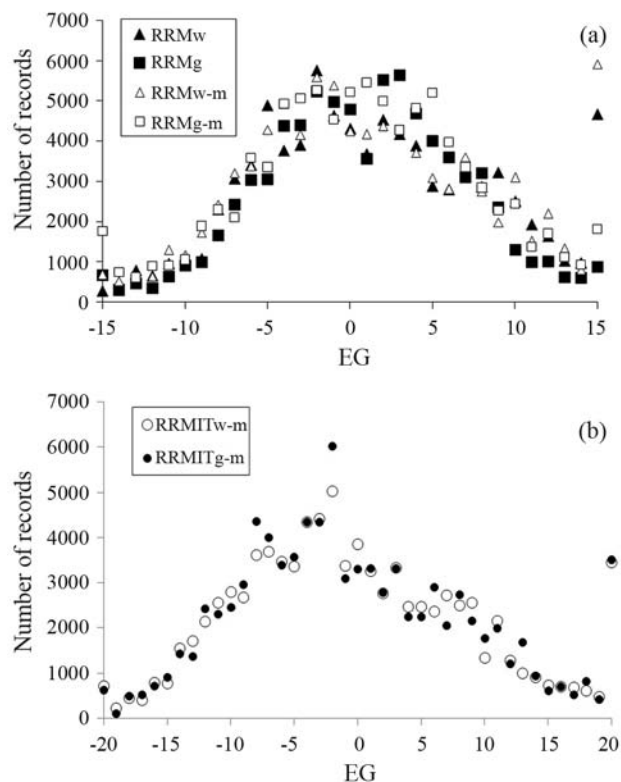 7000
(a)
▲ RRMw
6000
■ RRMg
5000
△ RRMw-m
□ RRMg-m
4000
3000
2000
1000
0
Number of records
-15 -10 -5 0 5 10 15
EG
7000
(b)
○ RRMITw-m
6000
● RRMITg-m
5000
4000
3000
2000
1000
0
Number of records
-20 -15 -10 -5 0 5 10 15 20
EG